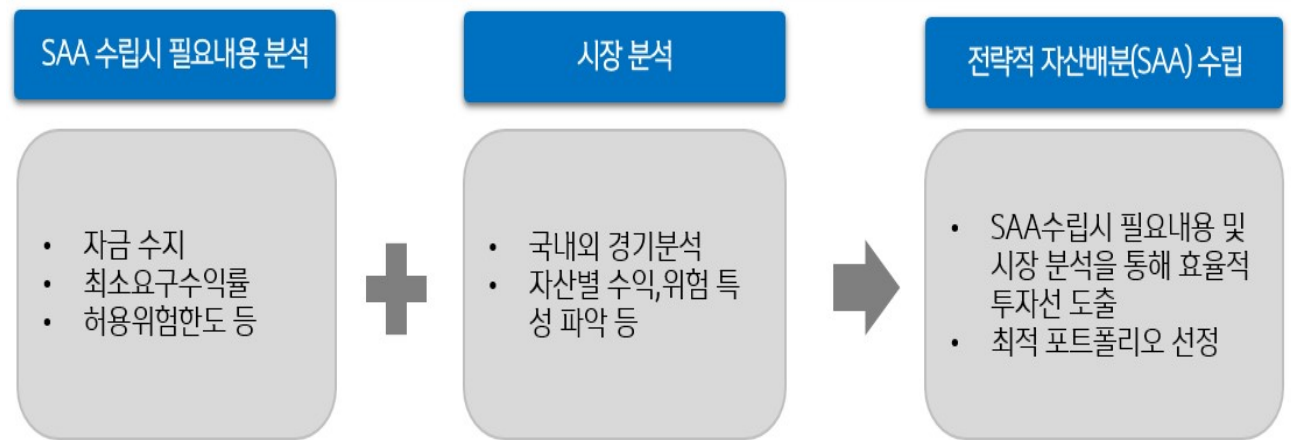 SAA 수립시 필요내용 분석
• 자금 수지
• 최소요구수익률
• 허용위험한도 등
시장 분석
• 국내외 경기분석
• 자산별 수익,위험 특
성 파악 등
전략적 자산배분(SAA) 수립
• SAA수립시 필요내용 및
시장 분석을 통해 효율적
투자선 도출
• 최적 포트폴리오 선정